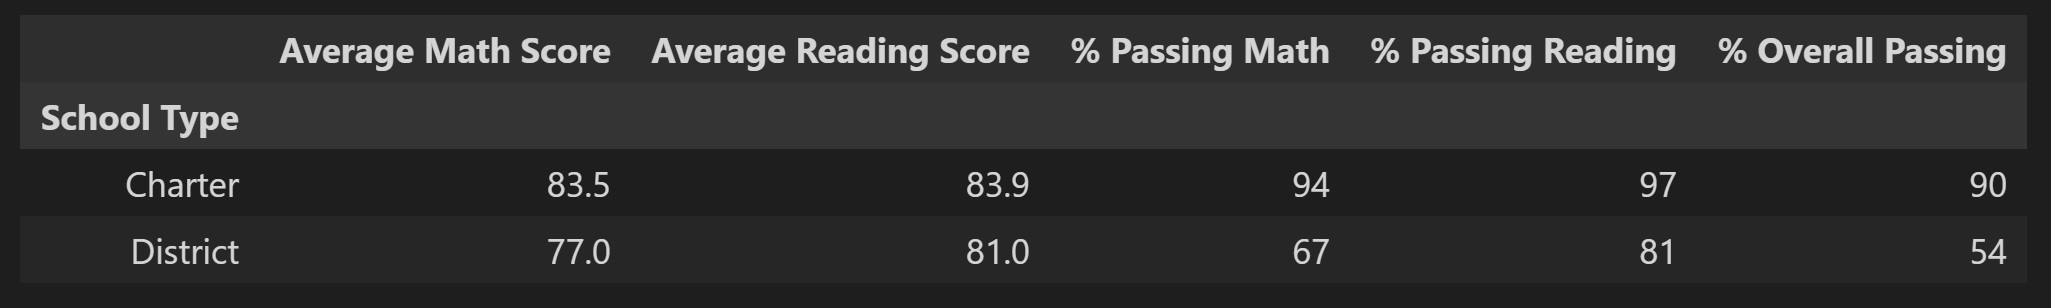 Average Math Score Average Reading Score % Passing Math % Passing Reading % Overall Passing
School Type
Charter 83.5 83.9 94 97 90
District 77.0 81.0 67 81 54